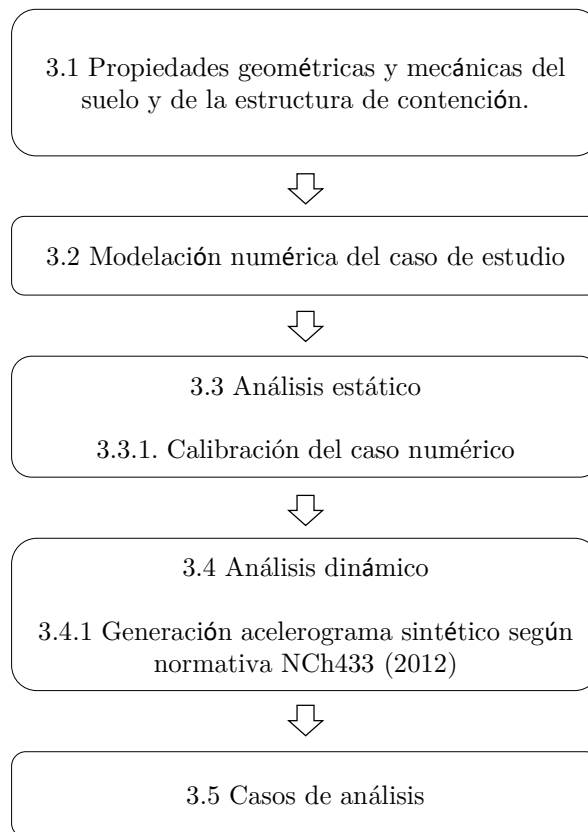 3.1 Propiedades geométricas y mecánicas del
suelo y de la estructura de contención.
3.2 Modelación numérica del caso de estudio
3.3 Análisis estático
3.3.1. Calibración del caso numérico
3.4 Análisis dinámico
3.4.1 Generación acelerograma sintético según
normativa NCh433 (2012)
3.5 Casos de análisis